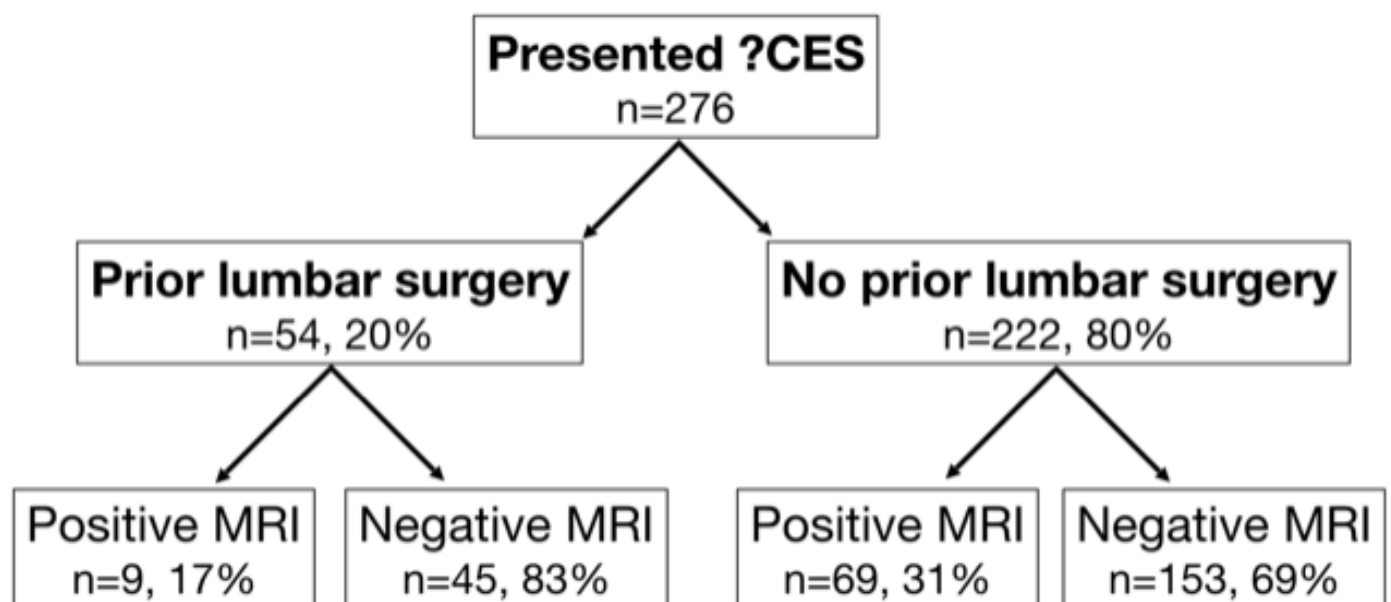 Presented ?CES
n=276
Prior lumbar surgery
n=54, 20%
No prior lumbar surgery
n=222, 80%
Positive MRI
n=9, 17%
Negative MRI
n=45, 83%
Positive MRI
n=69, 31%
Negative MRI
n=153, 69%